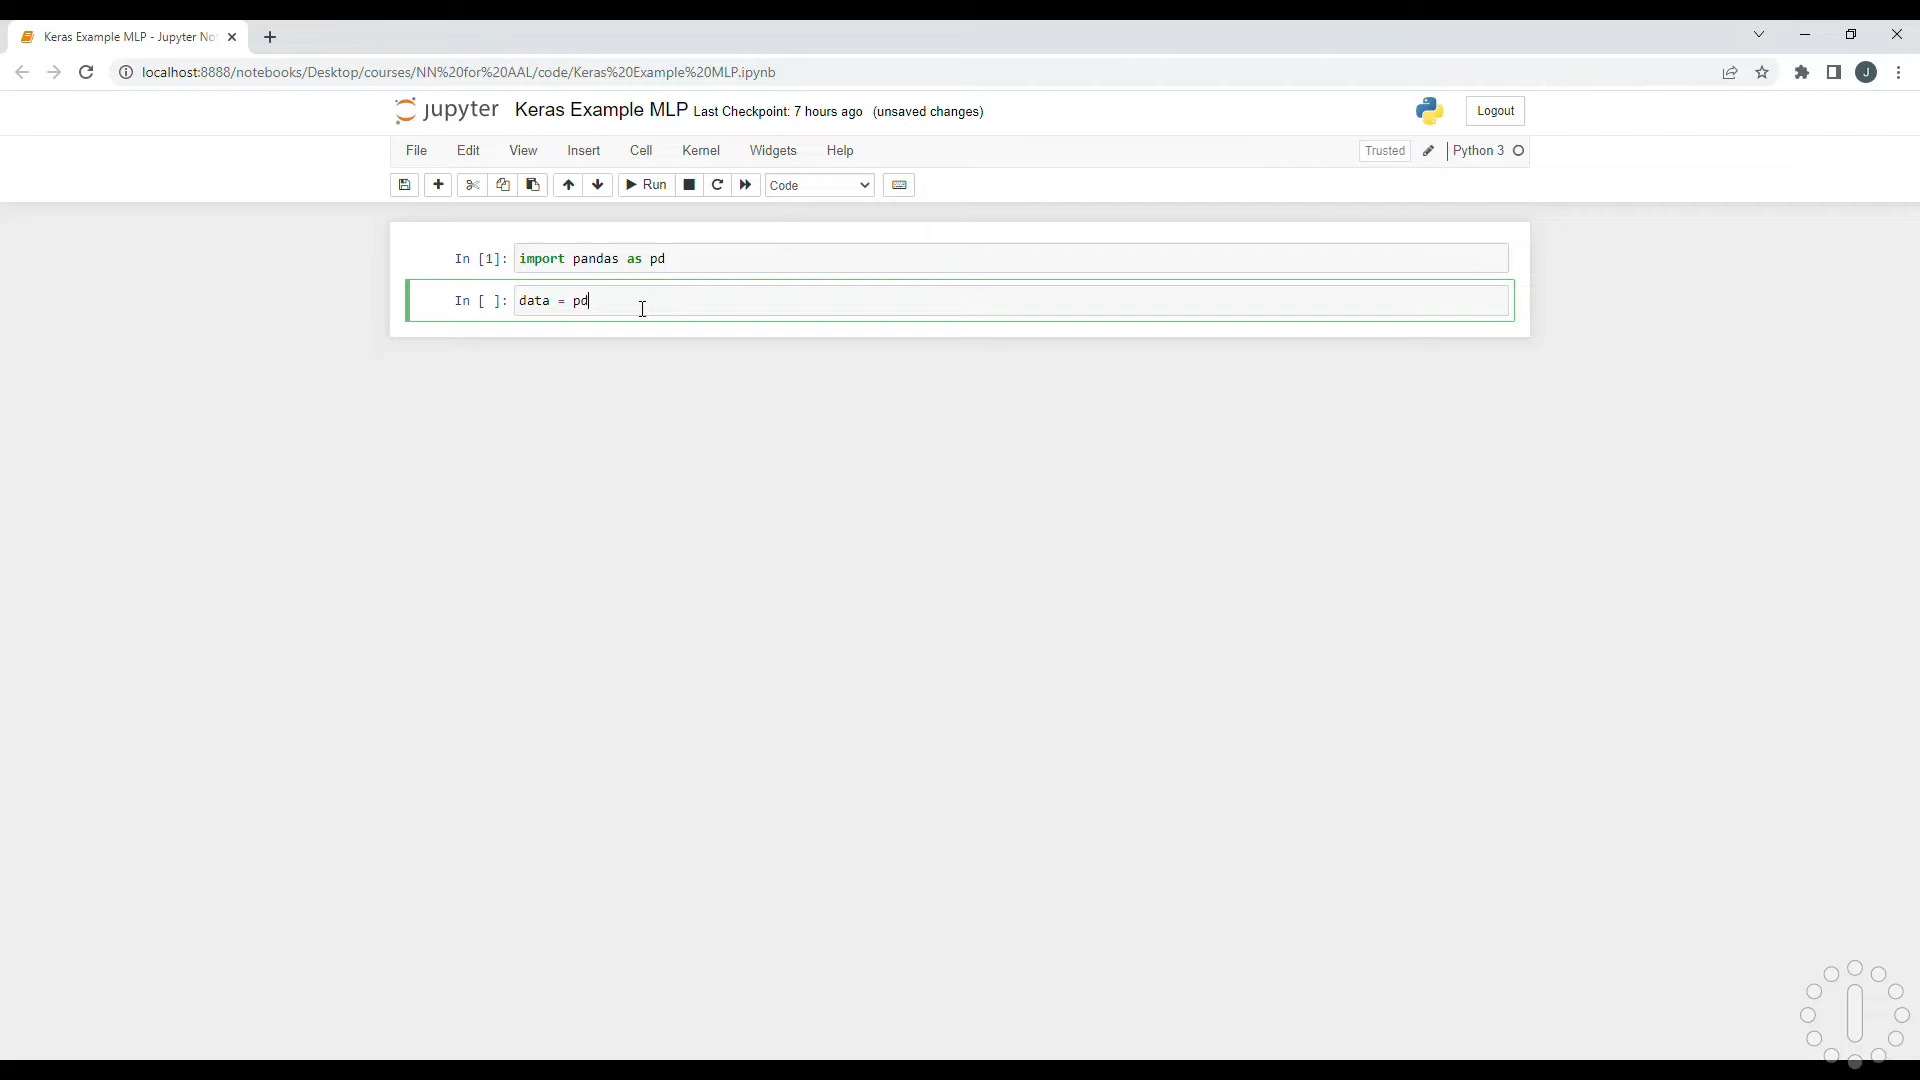 Keras Example MLP - Jupyter No
localhost:8888/notebooks/Desktop/courses/NN%20for%20AAL/code/Keras%20Example%20MLP.ipynb
J
jupyter Keras Example MLP Last Checkpoint: 7 hours ago (unsaved changes)
Logout
File Edit View Insert Cell Kernel Widgets Help
Trusted Python 3
Run Code
In [1]: import pandas as pd
In [ ]: data = pd